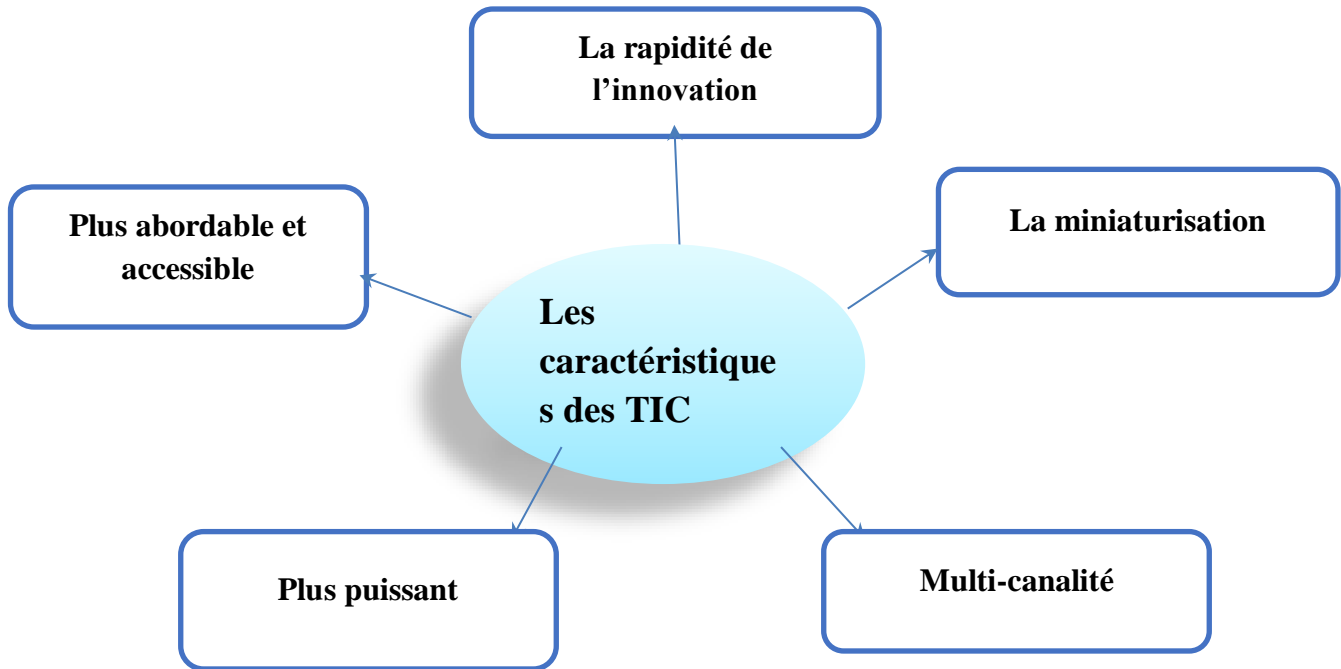 La rapidité de
l’innovation
Plus abordable et
accessible
La miniaturisation
Les
caractéristique
s des TIC
Plus puissant
Multi-canalité